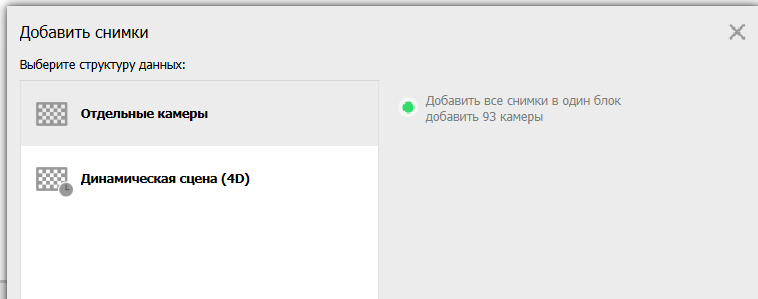 Добавить снимки
Выберите структуру данных:
Отдельные камеры
Добавить все снимки в один блок
добавить 93 камеры
Динамическая сцена (4D)